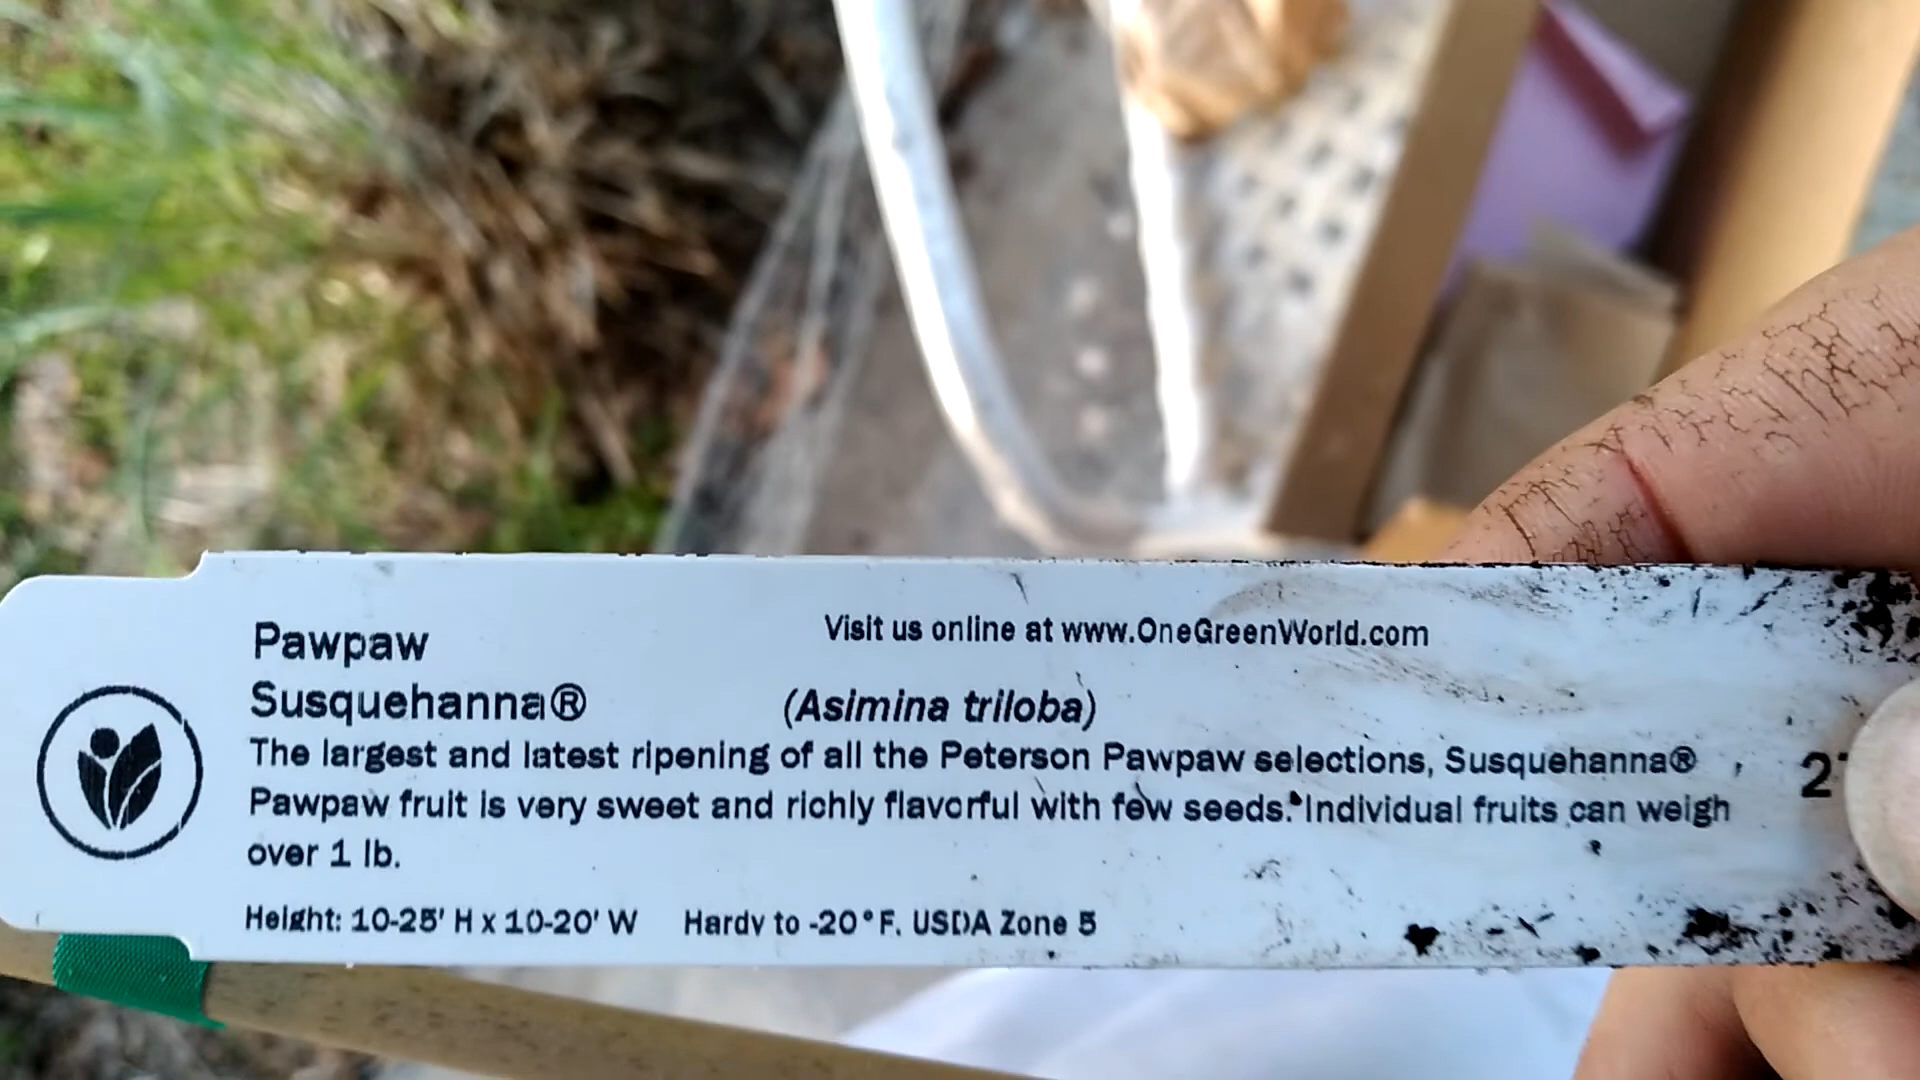 Pawpaw
Visit us online at www.OneGreenWorld.com
Susquehanna® (Asimina triloba)
The largest and latest ripening of all the Peterson Pawpaw selections, Susquehanna®
Pawpaw fruit is very sweet and richly flavorful with few seeds. Individual fruits can weigh
over 1 lb.
Height: 10-25' H x 10-20' W Hardy to -20°F. USDA Zone 5